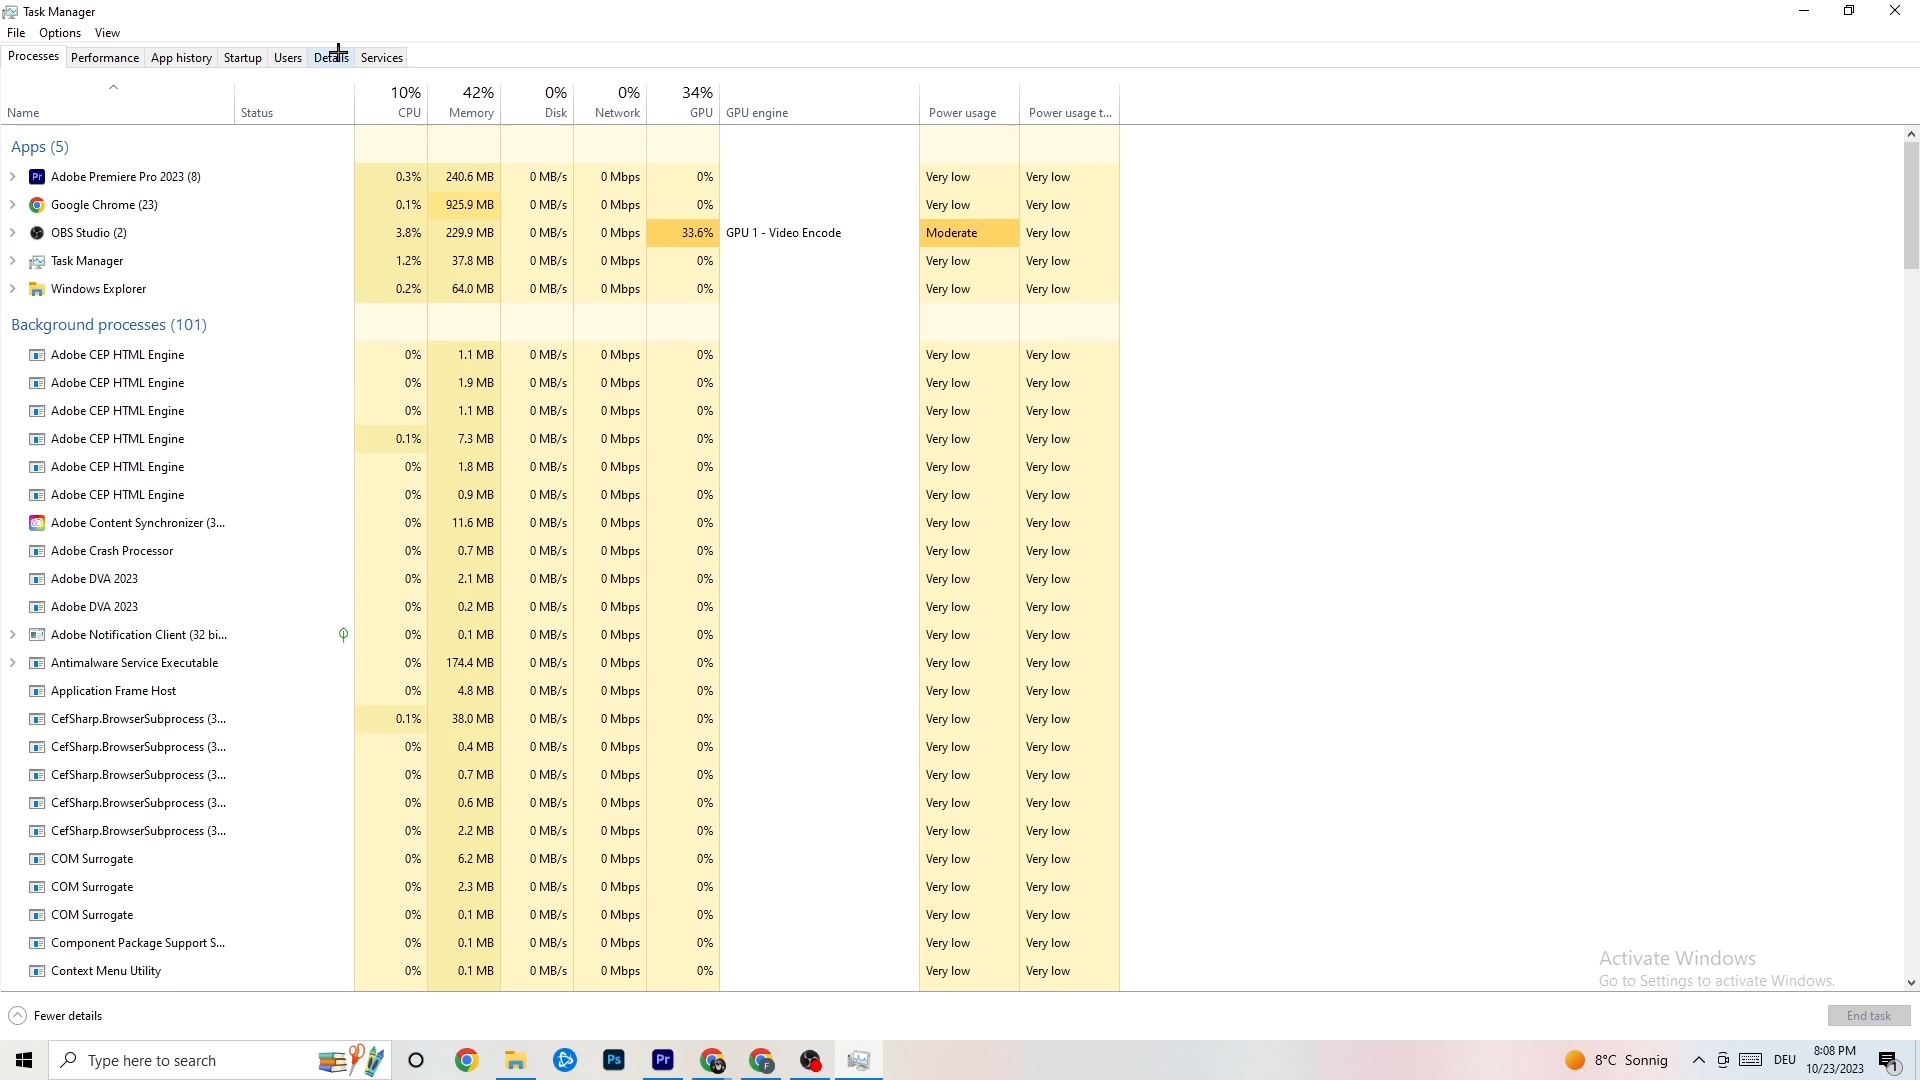 Task Manager
File Options View
Processes Performance App history Startup Users Details Services
10% 42% 0% 0% 34%
Name Status CPU Memory Disk Network GPU GPU engine Power usage Power usage t...
Apps (5)
Adobe Premiere Pro 2023 (8) 0.3% 240.6 MB 0 MB/s 0 Mbps 0% Very low Very low
Google Chrome (23) 0.1% 925.9 MB 0 MB/s 0 Mbps 0% Very low Very low
OBS Studio (2) 3.8% 229.9 MB 0 MB/s 0 Mbps 33.6% GPU 1 - Video Encode Moderate Very low
Task Manager 1.2% 37.8 MB 0 MB/s 0 Mbps 0% Very low Very low
Windows Explorer 0.2% 64.0 MB 0 MB/s 0 Mbps 0% Very low Very low
Background processes (101)
Adobe CEP HTML Engine 0% 1.1 MB 0 MB/s 0 Mbps 0% Very low Very low
Adobe CEP HTML Engine 0% 1.9 MB 0 MB/s 0 Mbps 0% Very low Very low
Adobe CEP HTML Engine 0% 1.1 MB 0 MB/s 0 Mbps 0% Very low Very low
Adobe CEP HTML Engine 0.1% 7.3 MB 0 MB/s 0 Mbps 0% Very low Very low
Adobe CEP HTML Engine 0% 1.8 MB 0 MB/s 0 Mbps 0% Very low Very low
Adobe CEP HTML Engine 0% 0.9 MB 0 MB/s 0 Mbps 0% Very low Very low
Adobe Content Synchronizer (3... 0% 11.6 MB 0 MB/s 0 Mbps 0% Very low Very low
Adobe Crash Processor 0% 0.7 MB 0 MB/s 0 Mbps 0% Very low Very low
Adobe DVA 2023 0% 2.1 MB 0 MB/s 0 Mbps 0% Very low Very low
Adobe DVA 2023 0% 0.2 MB 0 MB/s 0 Mbps 0% Very low Very low
Adobe Notification Client (32 bi... 0% 0.1 MB 0 MB/s 0 Mbps 0% Very low Very low
Antimalware Service Executable 0% 174.4 MB 0 MB/s 0 Mbps 0% Very low Very low
Application Frame Host 0% 4.8 MB 0 MB/s 0 Mbps 0% Very low Very low
CefSharp.BrowserSubprocess (3... 0.1% 38.0 MB 0 MB/s 0 Mbps 0% Very low Very low
CefSharp.BrowserSubprocess (3... 0% 0.4 MB 0 MB/s 0 Mbps 0% Very low Very low
CefSharp.BrowserSubprocess (3... 0% 0.7 MB 0 MB/s 0 Mbps 0% Very low Very low
CefSharp.BrowserSubprocess (3... 0% 0.6 MB 0 MB/s 0 Mbps 0% Very low Very low
CefSharp.BrowserSubprocess (3... 0% 2.2 MB 0 MB/s 0 Mbps 0% Very low Very low
COM Surrogate 0% 6.2 MB 0 MB/s 0 Mbps 0% Very low Very low
COM Surrogate 0% 2.3 MB 0 MB/s 0 Mbps 0% Very low Very low
COM Surrogate 0% 0.1 MB 0 MB/s 0 Mbps 0% Very low Very low
Component Package Support S... 0% 0.1 MB 0 MB/s 0 Mbps 0% Very low Very low
Context Menu Utility 0% 0.1 MB 0 MB/s 0 Mbps 0% Very low Very low
Activate Windows
Go to Settings to activate Windows.
Fewer details End task
Type here to search Ps Pr F 8°C Sonnig DEU 8:08 PM 1
10/23/2023